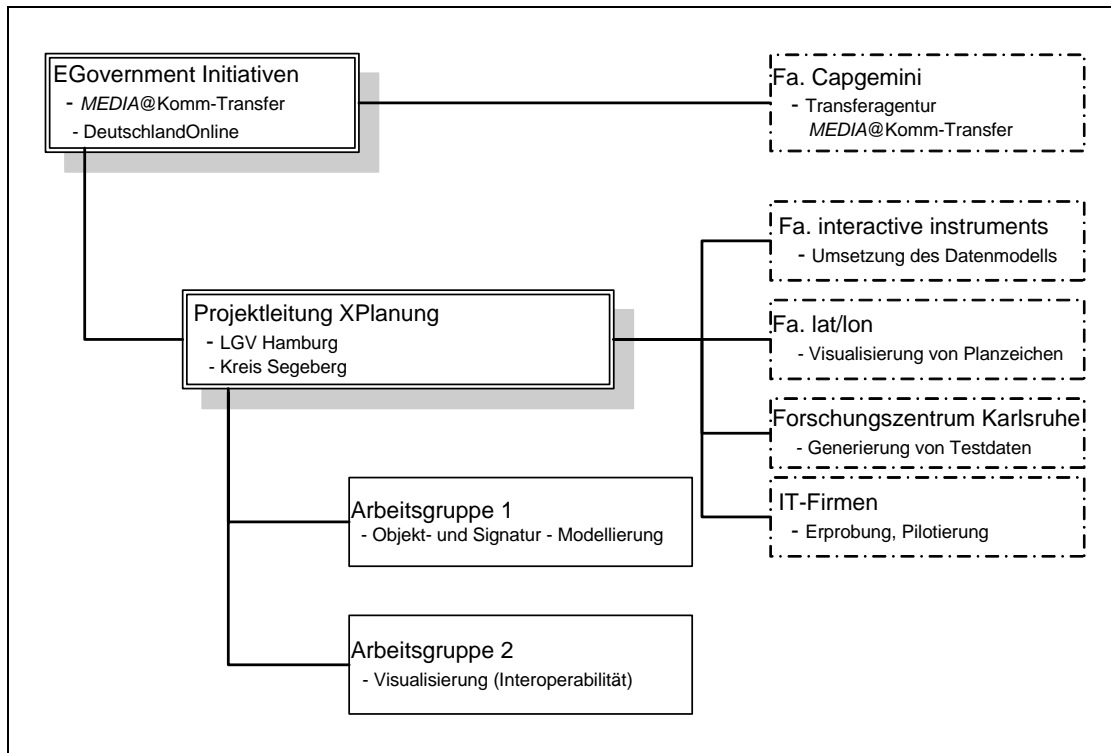 EGovernment Initiativen
- MEDIA@Komm-Transfer
- DeutschlandOnline
Fa. Capgemini
- Transferagentur
MEDIA@Komm-Transfer
Projektleitung XPlanung
- LGV Hamburg
- Kreis Segeberg
Fa. interactive instruments
- Umsetzung des Datenmodells
Fa. lat/lon
- Visualisierung von Planzeichen
Forschungszentrum Karlsruhe
- Generierung von Testdaten
IT-Firmen
- Erprobung, Pilotierung
Arbeitsgruppe 1
- Objekt- und Signatur - Modellierung
Arbeitsgruppe 2
- Visualisierung (Interoperabilität)